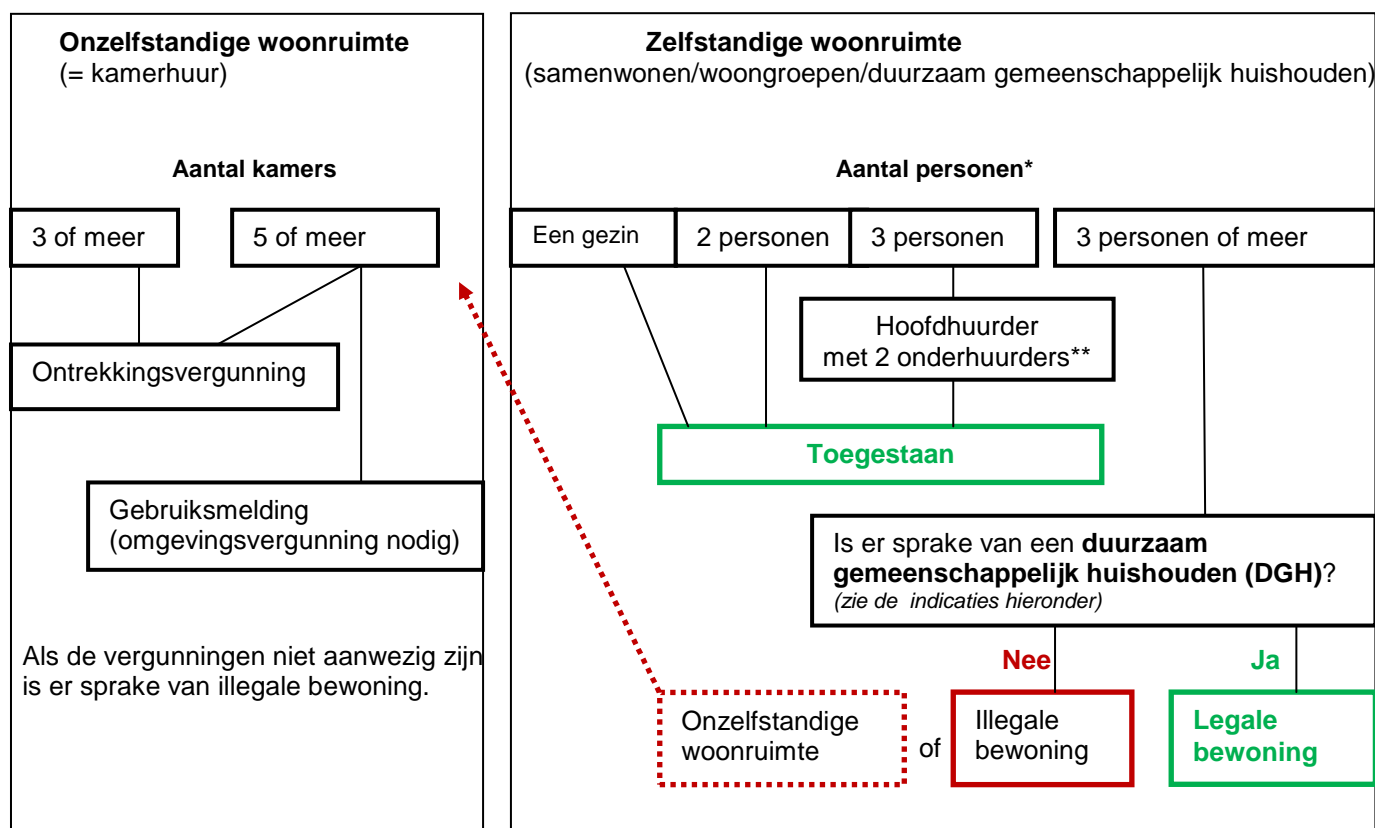 Onzelfstandige woonruimte
(= kamerhuur)
Aantal kamers
3 of meer
5 of meer
Ontrekkingsvergunning
Gebruiksmelding
(omgevingsvergunning nodig)
Als de vergunningen niet aanwezig zijn
is er sprake van illegale bewoning.
Zelfstandige woonruimte
(samenwonen/woongroepen/duurzaam gemeenschappelijk huishouden)
Aantal personen*
Een gezin
2 personen
3 personen
3 personen of meer
Hoofdhuurder
met 2 onderhuurders**
Toegestaan
Is er sprake van een duurzaam
gemeenschappelijk huishouden (DGH)?
(zie de indicaties hieronder)
Nee
Ja
Onzelfstandige
woonruimte
of
Illegale
bewoning
Legale
bewoning